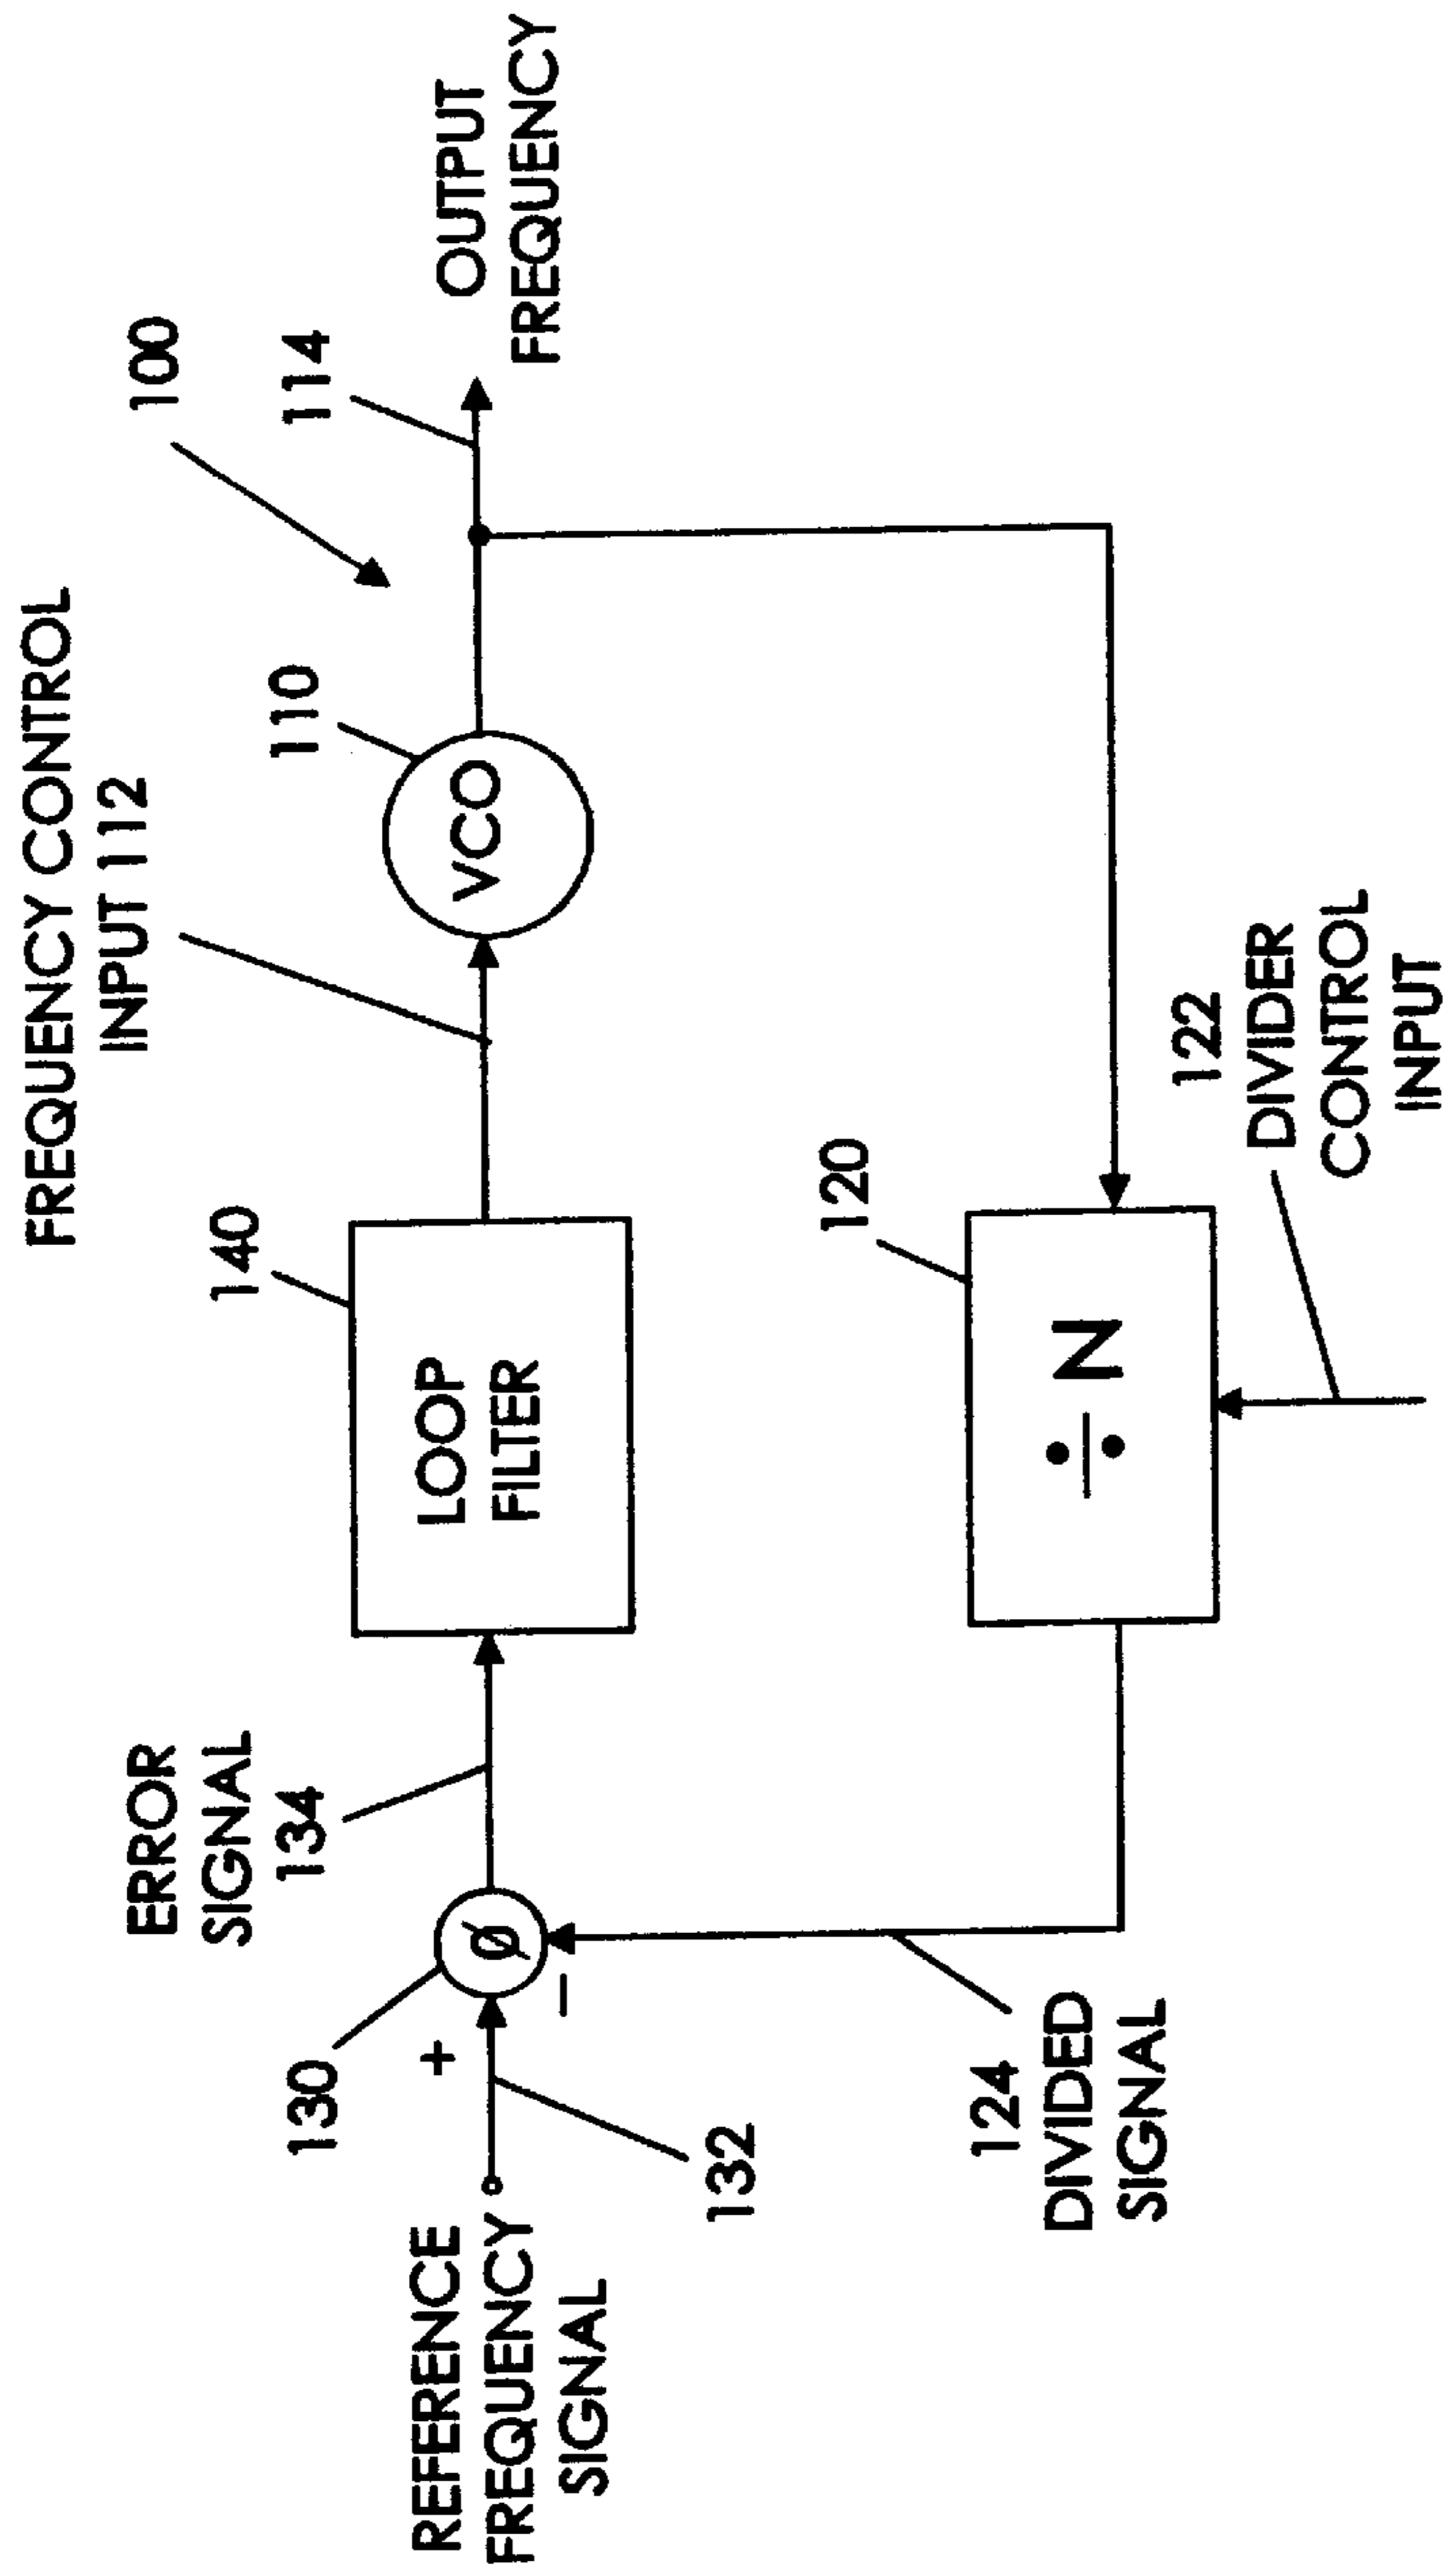 FREQUENCY CONTROL
INPUT 112
100
114
OUTPUT
FREQUENCY
110
VCO
140
LOOP
FILTER
ERROR
SIGNAL
134
130
Ø
+
−
REFERENCE
FREQUENCY
SIGNAL
132
120
÷ N
124
DIVIDED
SIGNAL
122
DIVIDER
CONTROL
INPUT